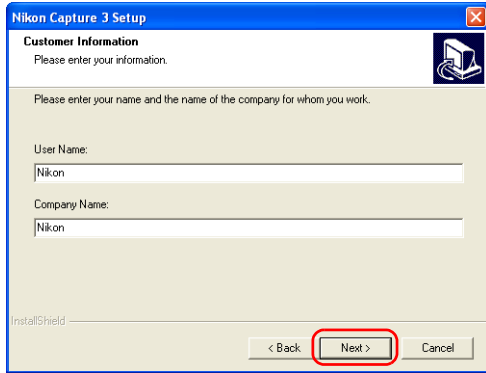 Nikon Capture 3 Setup
Customer Information
Please enter your information.
Please enter your name and the name of the company for whom you work.
User Name:
Nikon
Company Name:
Nikon
InstallShield
< Back Next > Cancel